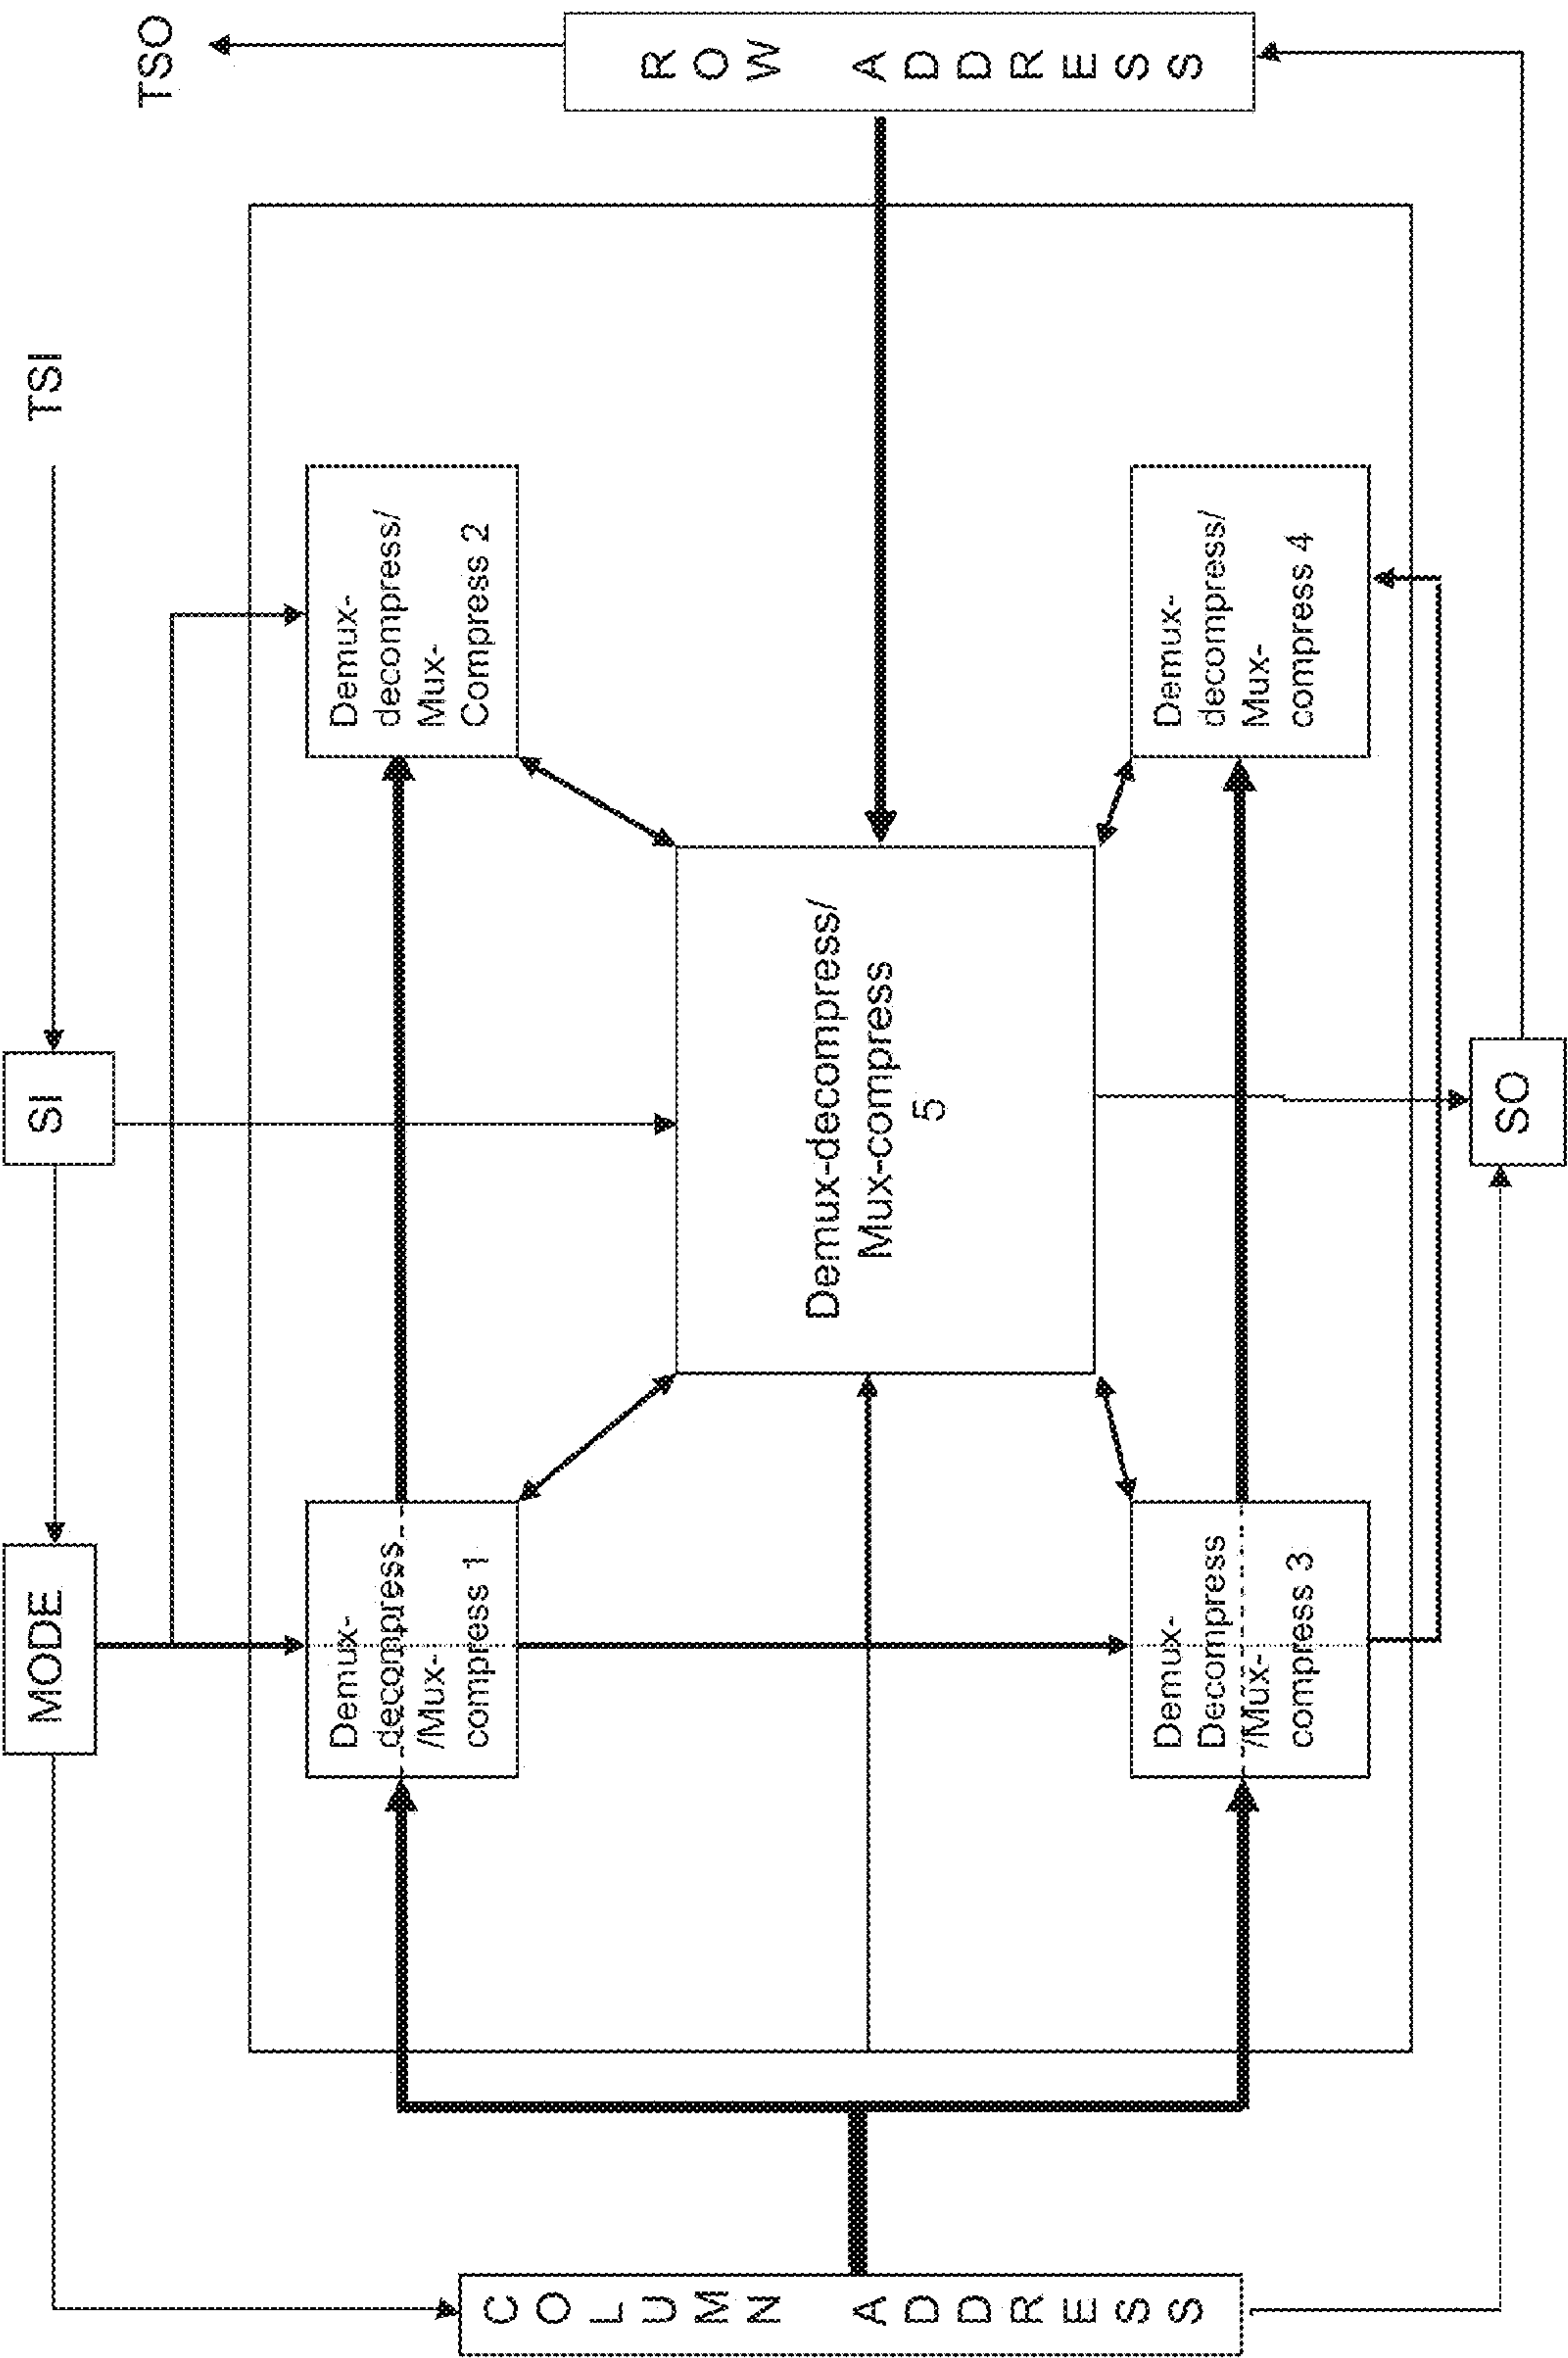 MODE
SI
TSI
TSO
Demux-
decompress
/Mux-
compress 1
Demux-
decompress/
Mux-
Compress 2
COLUMN ADDRESS
Demux-decompress/
Mux-compress
5
ROW ADDRESS
Demux-
Decompress
/Mux-
compress 3
Demux-
decompress/
Mux-
compress 4
SO